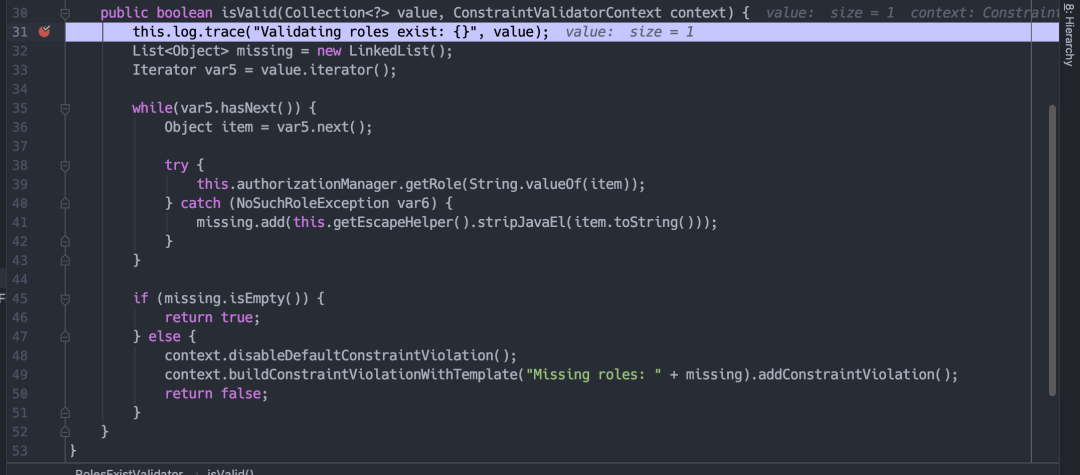 30 public boolean isValid(Collection<?> value, ConstraintValidatorContext context) { value: size = 1 context: Constraint
31 this.log.trace("Validating roles exist: {}", value); value: size = 1
32 List<Object> missing = new LinkedList();
33 Iterator var5 = value.iterator();
34
35 while(var5.hasNext()) {
36 Object item = var5.next();
37
38 try {
39 this.authorizationManager.getRole(String.valueOf(item));
40 } catch (NoSuchRoleException var6) {
41 missing.add(this.getEscapeHelper().stripJavaEl(item.toString()));
42 }
43 }
44
45 if (missing.isEmpty()) {
46 return true;
47 } else {
48 context.disableDefaultConstraintViolation();
49 context.buildConstraintViolationWithTemplate("Missing roles: " + missing).addConstraintViolation();
50 return false;
51 }
52 }
53 }
RolesExistValidator isValid()
8: Hierarchy
F